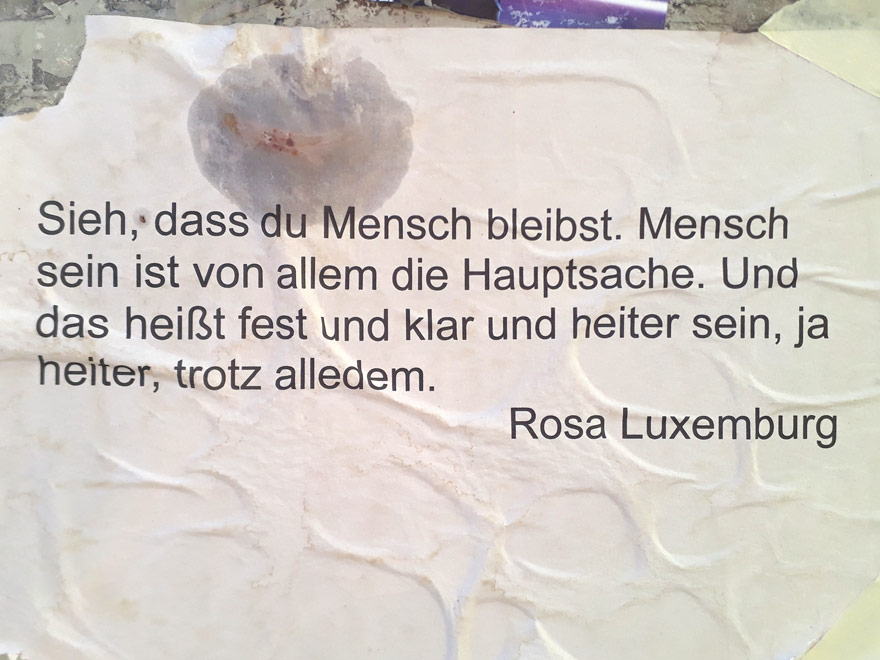 Sieh, dass du Mensch bleibst. Mensch
sein ist von allem die Hauptsache. Und
das heißt fest und klar und heiter sein, ja
heiter, trotz alledem.
Rosa Luxemburg